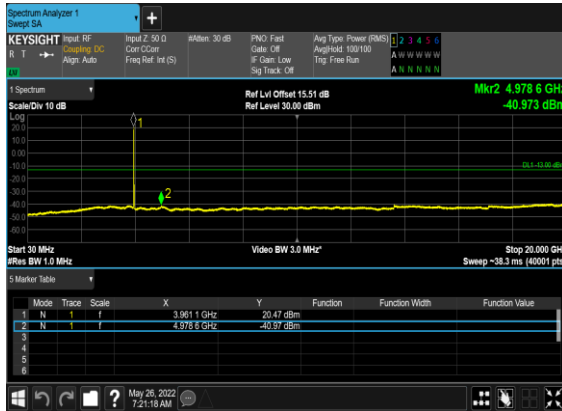 Spectrum Analyzer 1
Swept SA
+
KEYSIGHT Input: RF Input Z: 50 Ω #Atten: 30 dB PNO: Fast Avg Type: Power (RMS) 1 2 3 4 5 6
R T Coupling: DC Corr CCorr Gate: Off Avg|Hold: 100/100 A W W W W W
Align: Auto Freq Ref: Int (S) IF Gain: Low Trig: Free Run
Sig Track: Off A N N N N N
1 Spectrum Ref Lvl Offset 15.51 dB Mkr2 4.978 6 GHz
Scale/Div 10 dB Ref Level 30.00 dBm -40.973 dBm
Log
20.0
10.0
0.00
-10.0
-20.0
-30.0
-40.0
-50.0
-60.0
1
2
DL1 -13.00 dBm
Start 30 MHz Video BW 3.0 MHz* Stop 20.000 GHz
#Res BW 1.0 MHz Sweep ~38.3 ms (40001 pts)
5 Marker Table
Mode Trace Scale X Y Function Function Width Function Value
1 N 1 f 3.961 1 GHz 20.47 dBm
2 N 1 f 4.978 6 GHz -40.97 dBm
3
4
5
6
? May 26, 2022
7:21:18 AM